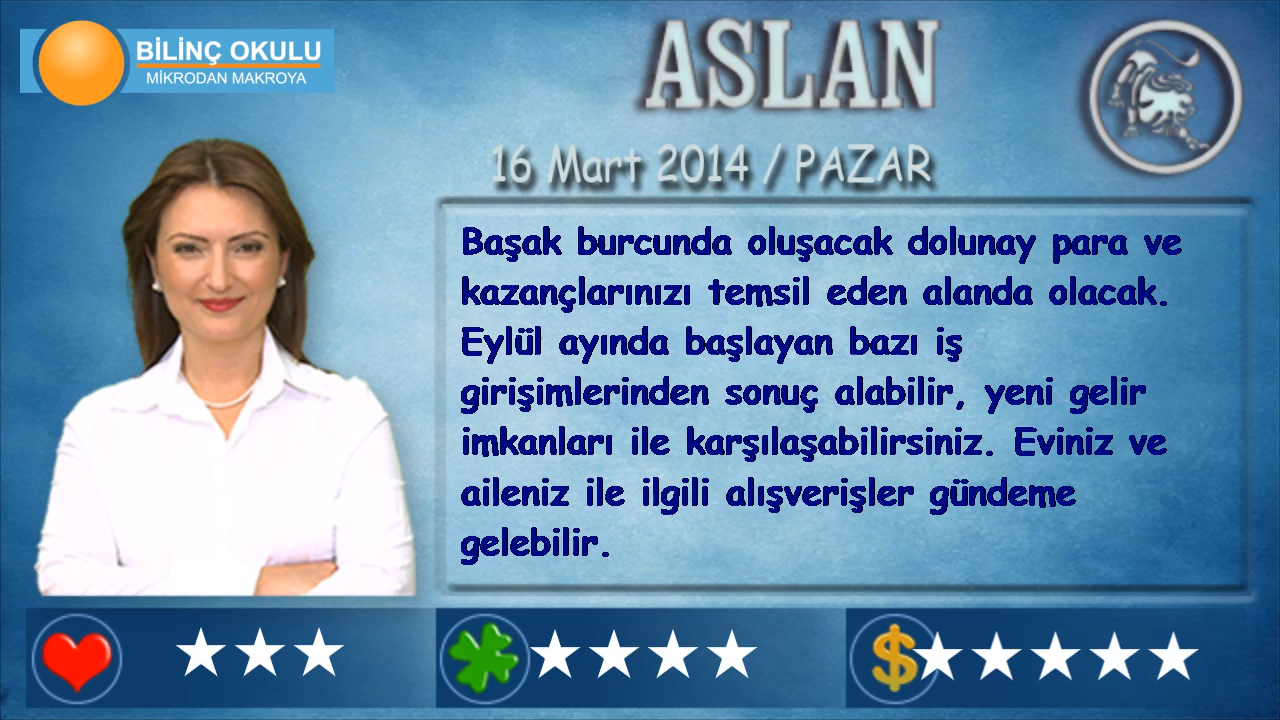 BİLİNÇ OKULU
MİKRODAN MAKROYA
ASLAN
16 Mart 2014 / PAZAR
Başak burcunda oluşacak dolunay para ve
kazançlarınızı temsil eden alanda olacak.
Eylül ayında başlayan bazı iş
girişimlerinden sonuç alabilir, yeni gelir
imkanları ile karşılaşabilirsiniz. Eviniz ve
aileniz ile ilgili alışverişler gündeme
gelebilir.